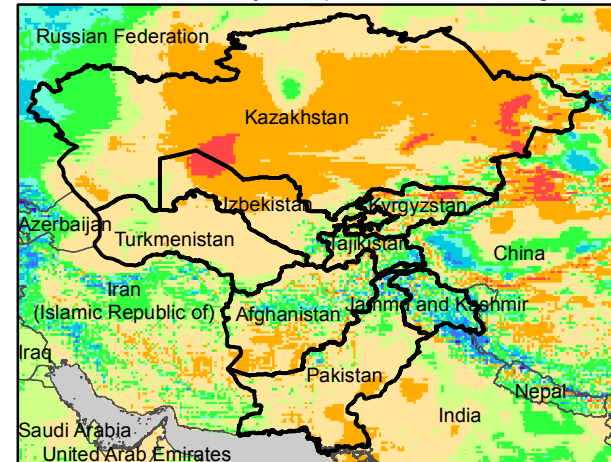 Russian Federation
Kazakhstan
Uzbekistan
Kyrgyzstan
Azerbaijan
Turkmenistan
Tajikistan
China
Iran
(Islamic Republic of)
Afghanistan
Jammu and Kashmir
Iraq
Pakistan
Nepal
India
Saudi Arabia
United Arab Emirates